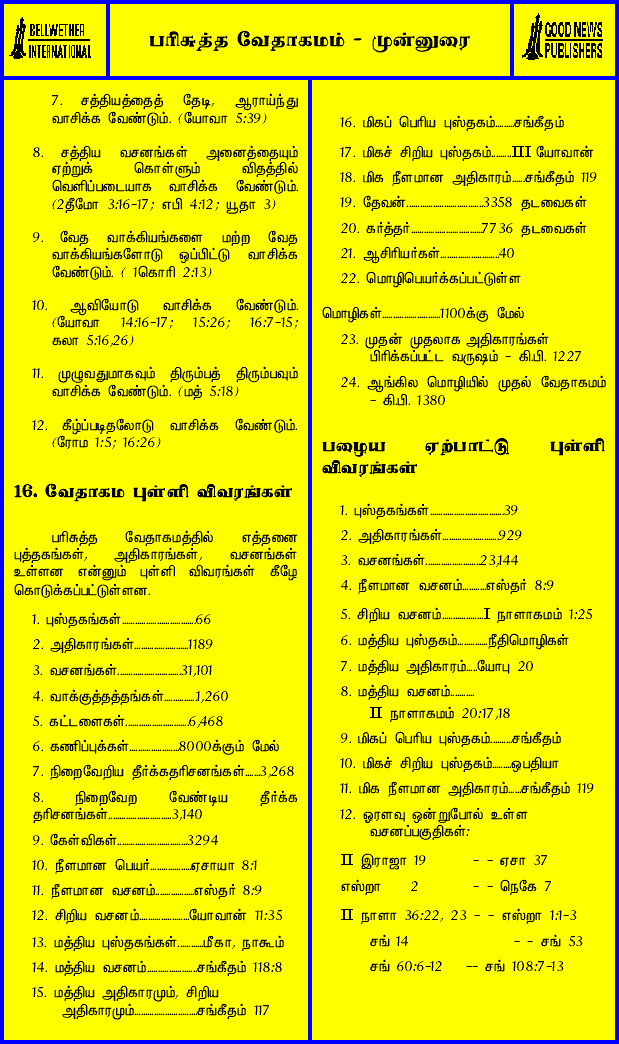 BELLWETHER
INTERNATIONAL
பரிசுத்த வேதாகமம் - முன்னுரை
GOOD NEWS
PUBLISHERS
7. சத்தியத்தைத் தேடி, ஆராய்ந்து
வாசிக்க வேண்டும். (யோவா 5:39)
8. சத்திய வசனங்கள் அனைத்தையும்
ஏற்றுக் கொள்ளும் விதத்தில்
வெளிப்படையாக வாசிக்க வேண்டும்.
(2தீமோ 3:16-17; எபி 4:12; யூதா 3)
9. வேத வாக்கியங்களை மற்ற வேத
வாக்கியங்களோடு ஒப்பிட்டு வாசிக்க
வேண்டும். ( 1கொரி 2:13)
10. ஆவியோடு வாசிக்க வேண்டும்.
(யோவா 14:16-17; 15:26; 16:7-15;
கலா 5:16,26)
11. முழுவதுமாகவும் திரும்பத் திரும்பவும்
வாசிக்க வேண்டும். (மத் 5:18)
12. கீழ்ப்படிதலோடு வாசிக்க வேண்டும்.
(ரோம 1:5; 16:26)
16. வேதாகம புள்ளி விவரங்கள்
பரிசுத்த வேதாகமத்தில் எத்தனை
புத்தகங்கள், அதிகாரங்கள், வசனங்கள்
உள்ளன என்னும் புள்ளி விவரங்கள் கீழே
கொடுக்கப்பட்டுள்ளன.
1. புஸ்தகங்கள்................................66
2. அதிகாரங்கள்........................1189
3. வசனங்கள்............................31,101
4. வாக்குத்தத்தங்கள்..............1,260
5. கட்டளைகள்............................6,468
6. கணிப்புக்கள்......................8000க்கும் மேல்
7. நிறைவேறிய தீர்க்கதரிசனங்கள்.......3,268
8. நிறைவேற வேண்டிய தீர்க்க
தரிசனங்கள்............................3,140
9. கேள்விகள்..............................3294
10. நீளமான பெயர்..................ஏசாயா 8:1
11. நீளமான வசனம்.................எஸ்தர் 8:9
12. சிறிய வசனம்......................யோவான் 11:35
13. மத்திய புஸ்தகங்கள்...........மீகா, நாகூம்
14. மத்திய வசனம்......................சங்கீதம் 118:8
15. மத்திய அதிகாரமும், சிறிய
அதிகாரமும்............................சங்கீதம் 117
16. மிகப் பெரிய புஸ்தகம்........சங்கீதம்
17. மிகச் சிறிய புஸ்தகம்.........III யோவான்
18. மிக நீளமான அதிகாரம்.....சங்கீதம் 119
19. தேவன்.................................3358 தடவைகள்
20. கர்த்தர்..............................7736 தடவைகள்
21. ஆசிரியர்கள்..........................40
22. மொழிபெயர்க்கப்பட்டுள்ள
மொழிகள்.........................1100க்கு மேல்
23. முதன் முதலாக அதிகாரங்கள்
பிரிக்கப்பட்ட வருஷம் - கி.பி. 1227
24. ஆங்கில மொழியில் முதல் வேதாகமம்
- கி.பி. 1380
பழைய ஏற்பாட்டு புள்ளி
விவரங்கள்
1. புஸ்தகங்கள்................................39
2. அதிகாரங்கள்........................929
3. வசனங்கள்........................23,144
4. நீளமான வசனம்..........எஸ்தர் 8:9
5. சிறிய வசனம்..................I நாளாகமம் 1:25
6. மத்திய புஸ்தகம்.............நீதிமொழிகள்
7. மத்திய அதிகாரம்.....யோபு 20
8. மத்திய வசனம்...........
II நாளாகமம் 20:17,18
9. மிகப் பெரிய புஸ்தகம்.........சங்கீதம்
10. மிகச் சிறிய புஸ்தகம்........ஒபதியா
11. மிக நீளமான அதிகாரம்.....சங்கீதம் 119
12. ஓரளவு ஒன்றுபோல் உள்ள
வசனப்பகுதிகள்:
II இராஜா 19 - - ஏசா 37
எஸ்றா 2 - - நெகே 7
II நாளா 36:22, 23 - - எஸ்றா 1:1-3
சங் 14 - - சங் 53
சங் 60:6-12 -- சங் 108:7-13